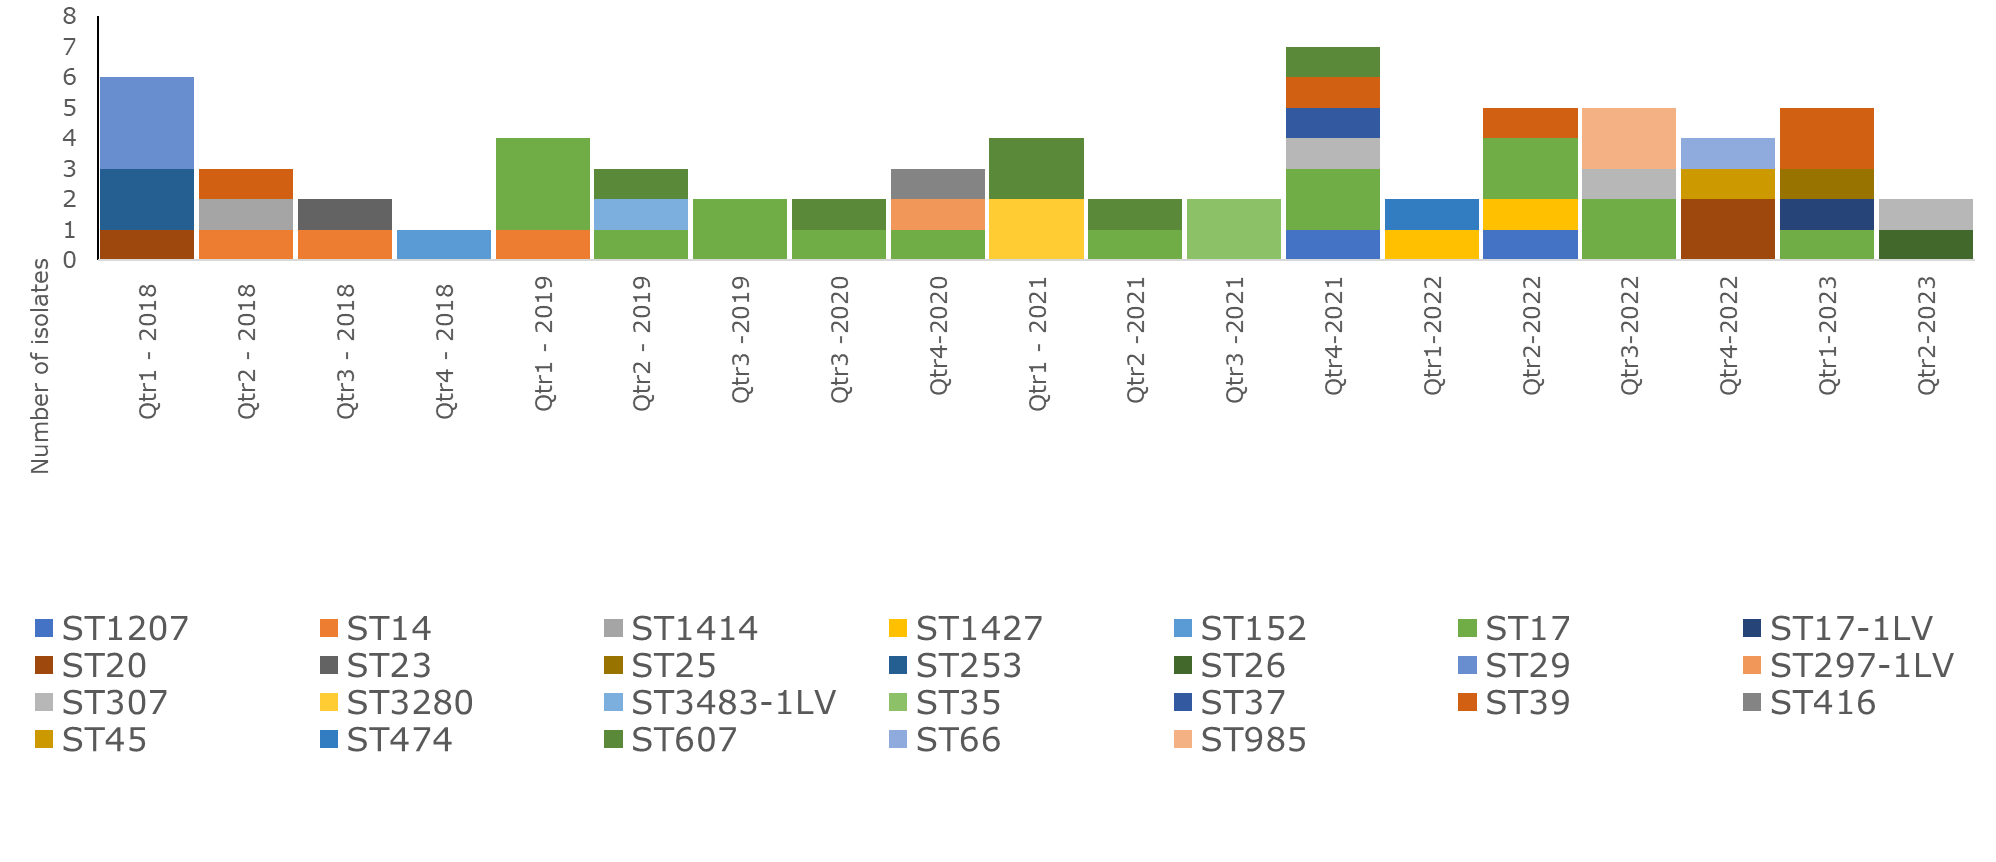 8
7
6
5
4
3
2
1
0
Number of isolates
Qtr1 - 2018
Qtr2 - 2018
Qtr3 - 2018
Qtr4 - 2018
Qtr1 - 2019
Qtr2 - 2019
Qtr3 -2019
Qtr3 -2020
Qtr4-2020
Qtr1 - 2021
Qtr2 -2021
Qtr3 -2021
Qtr4-2021
Qtr1-2022
Qtr2-2022
Qtr3-2022
Qtr4-2022
Qtr1-2023
Qtr2-2023
ST1207 ST14 ST1414 ST1427 ST152 ST17 ST17-1LV
ST20 ST23 ST25 ST253 ST26 ST29 ST297-1LV
ST307 ST3280 ST3483-1LV ST35 ST37 ST39 ST416
ST45 ST474 ST607 ST66 ST985